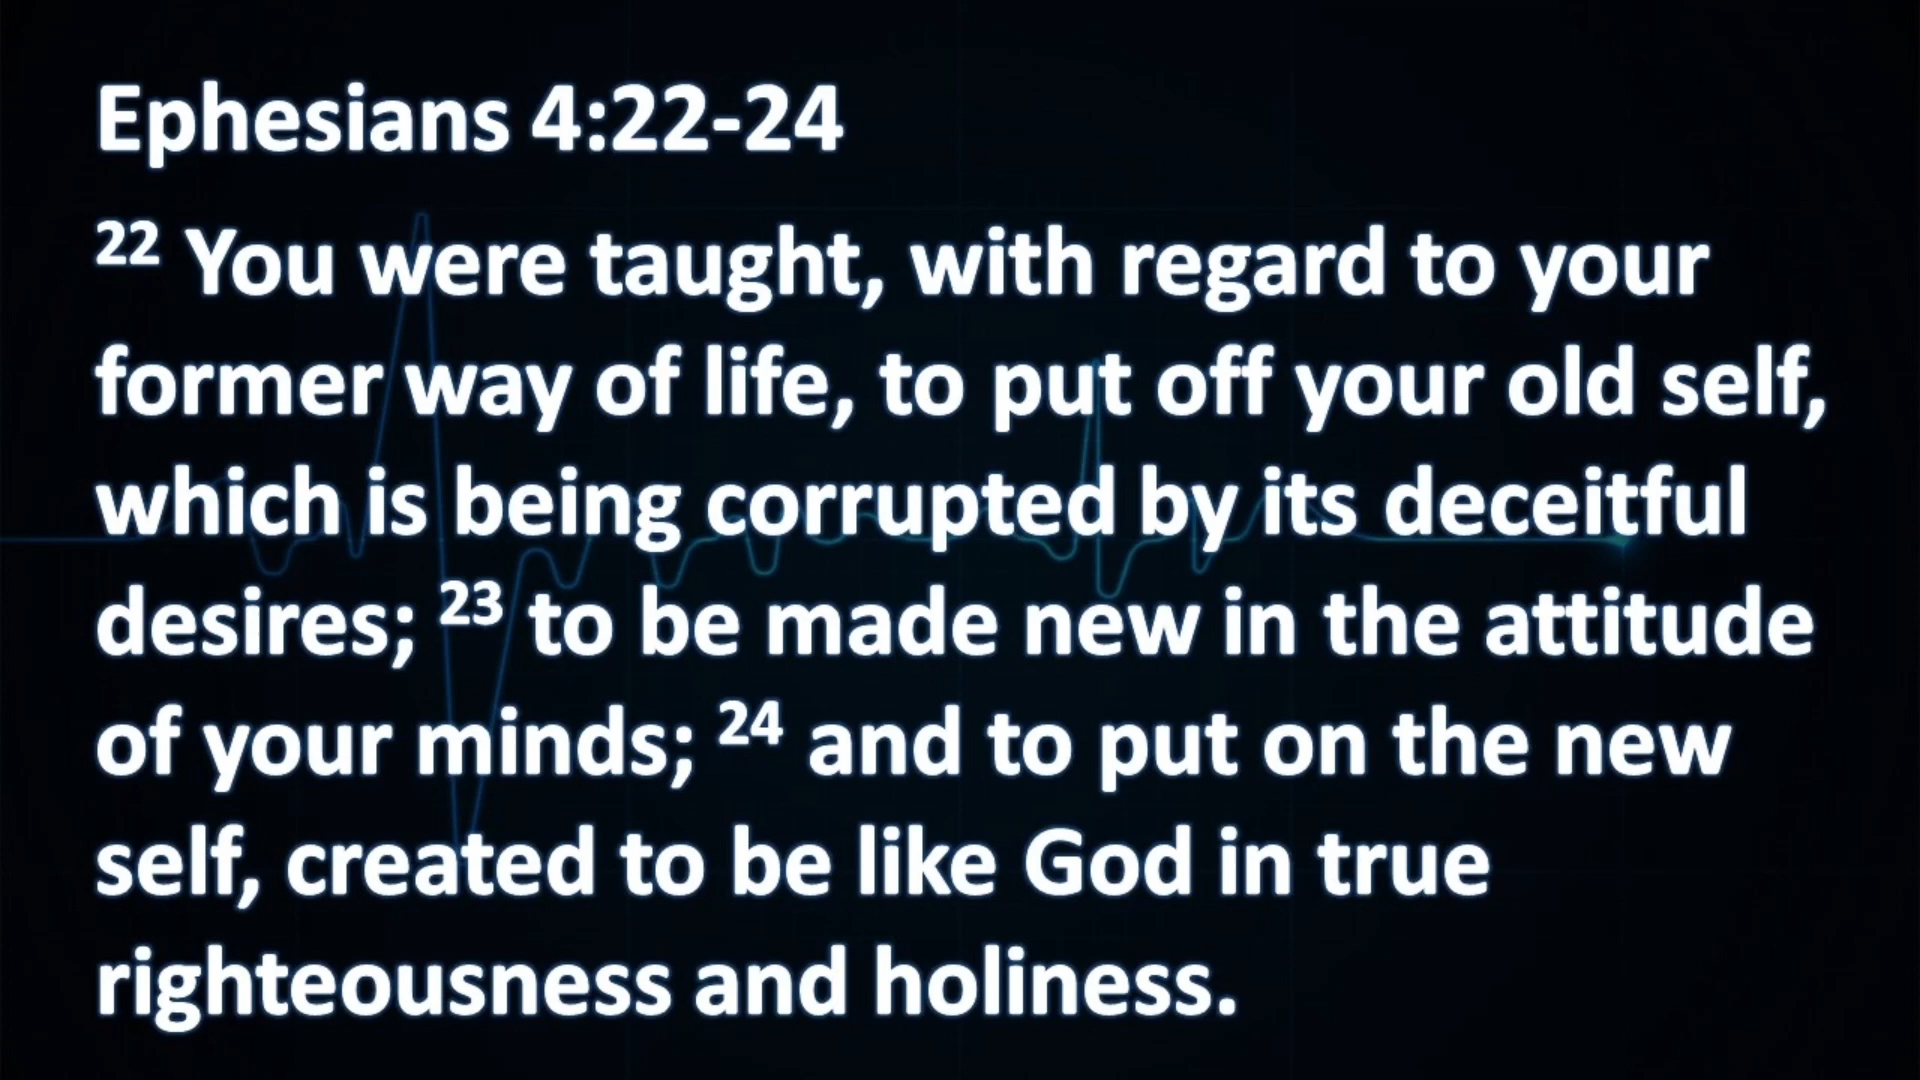 Ephesians 4:22-24
22 You were taught, with regard to your
former way of life, to put off your old self,
which is being corrupted by its deceitful
desires; 23 to be made new in the attitude
of your minds; 24 and to put on the new
self, created to be like God in true
righteousness and holiness.